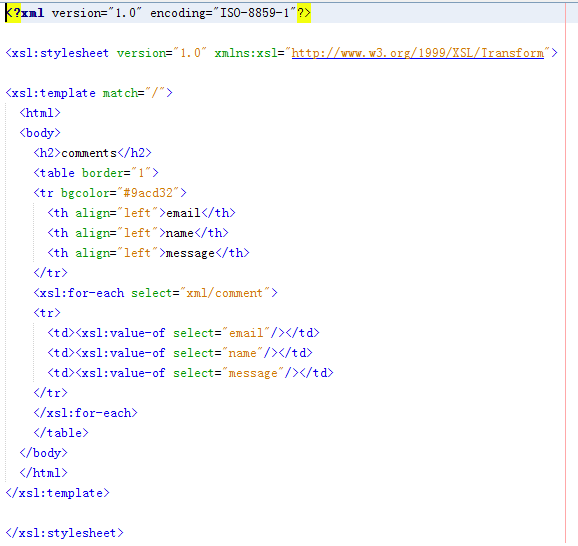 <?xml version="1.0" encoding="ISO-8859-1"?>
<xsl:stylesheet version="1.0" xmlns:xsl="http://www.w3.org/1999/XSL/Transform">
<xsl:template match="/">
<html>
<body>
<h2>comments</h2>
<table border="1">
<tr bgcolor="#9acd32">
<th align="left">email</th>
<th align="left">name</th>
<th align="left">message</th>
</tr>
<xsl:for-each select="xml/comment">
<tr>
<td><xsl:value-of select="email"/></td>
<td><xsl:value-of select="name"/></td>
<td><xsl:value-of select="message"/></td>
</tr>
</xsl:for-each>
</table>
</body>
</html>
</xsl:template>
</xsl:stylesheet>